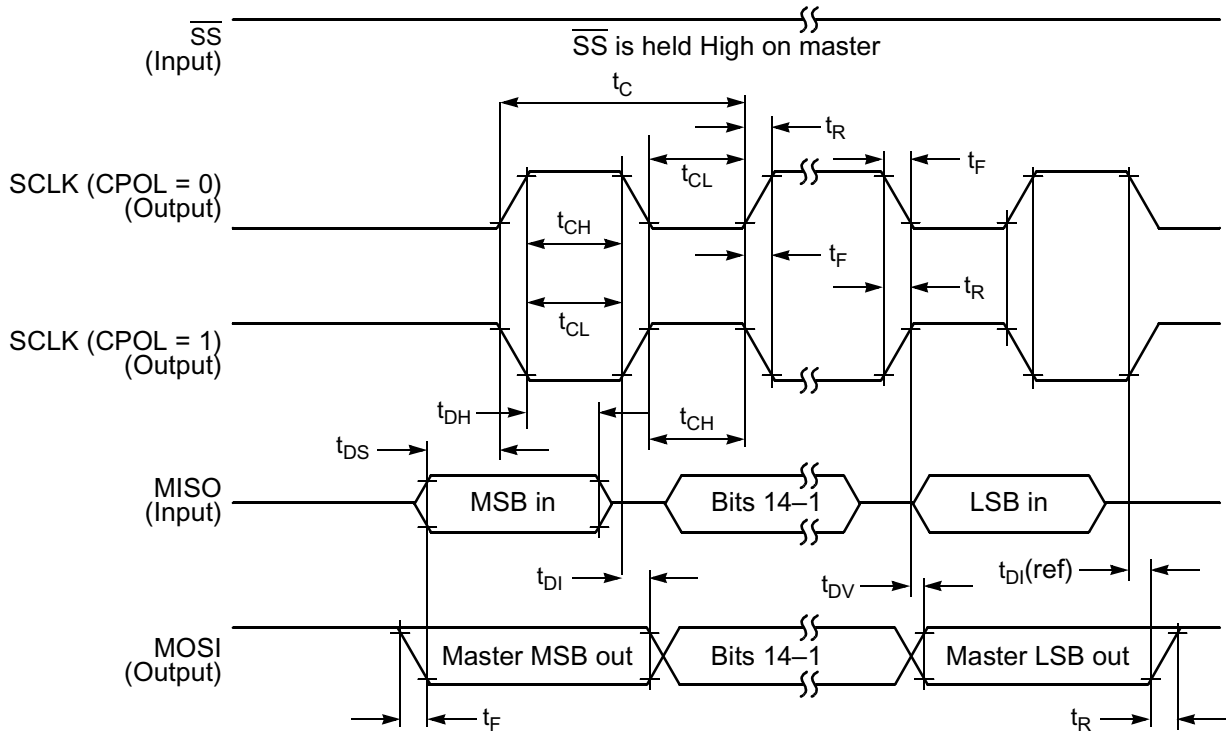 SS
(Input)
SS is held High on master
tC
tR
tF
SCLK (CPOL = 0)
(Output)
tCL
tCH
tF
tR
tCL
SCLK (CPOL = 1)
(Output)
tDH
tCH
tDS
MISO
(Input)
MSB in
Bits 14–1
LSB in
tDI
tDV
tDI(ref)
MOSI
(Output)
Master MSB out
Bits 14–1
Master LSB out
tF
tR